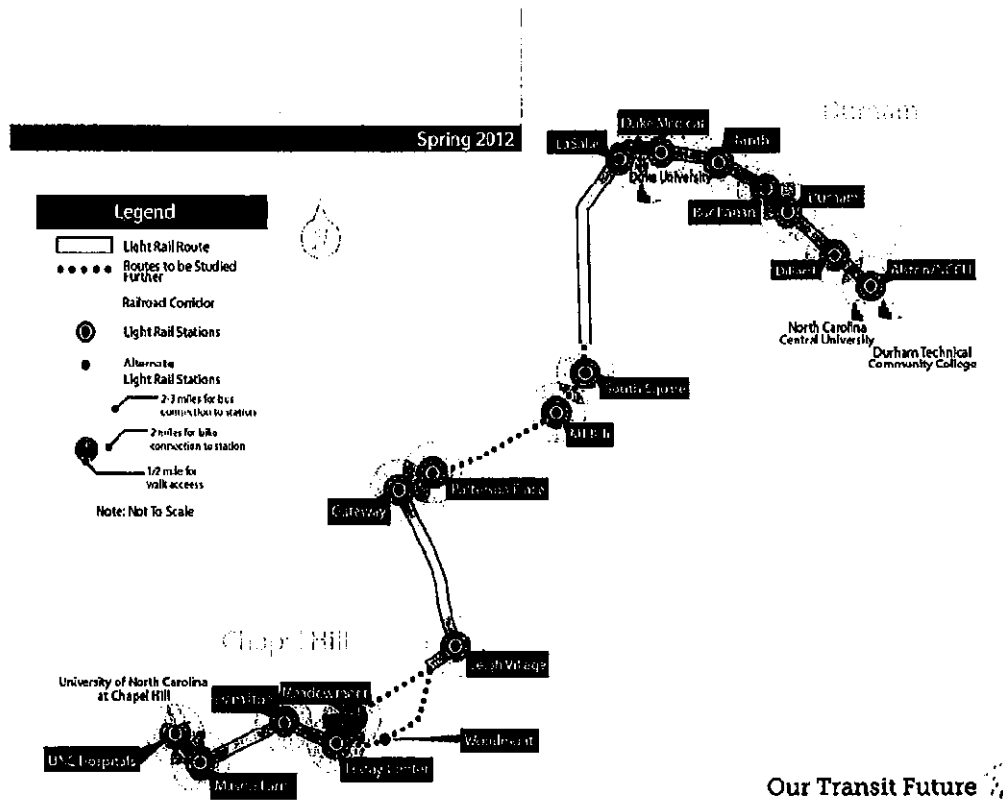 Spring 2012
Durham
Duke Medical
LaSalle
Ninth
Duke University
Durham
Buchanan
Legend
Light Rail Route
Routes to be Studied
Further
Railroad Corridor
Light Rail Stations
Alternate
Light Rail Stations
2-3 miles for bus
connection to station
2 miles for bike
connection to station
1/2 mile for
walk access
Note: Not To Scale
Dillard
Alston/NCCU
North Carolina
Central University
Durham Technical
Community College
South Square
MLK Jr.
Patterson Place
Gateway
Chapel Hill
Leigh Village
University of North Carolina
at Chapel Hill
Hamilton
Meadowmont
Woodmont
UNC Hospitals
Friday Center
Mason Farm
Our Transit Future